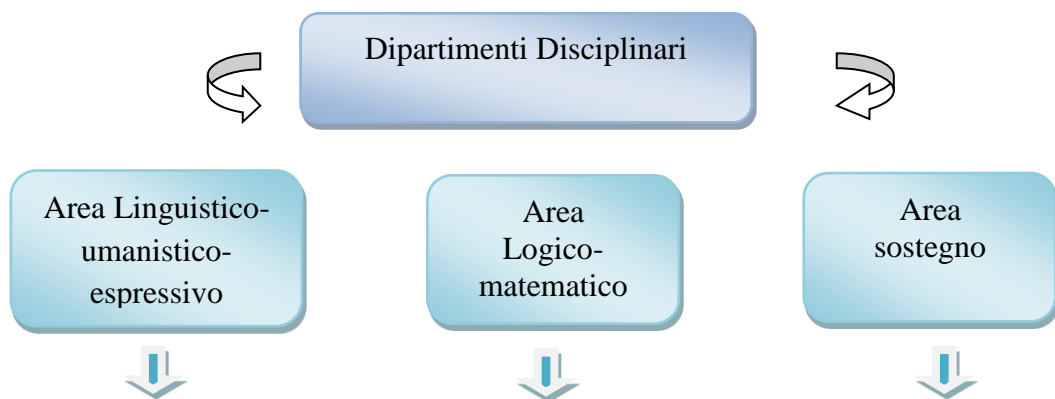 Dipartimenti Disciplinari
Area Linguistico-
umanistico-
espressivo
Area
Logico-
matematico
Area
sostegno